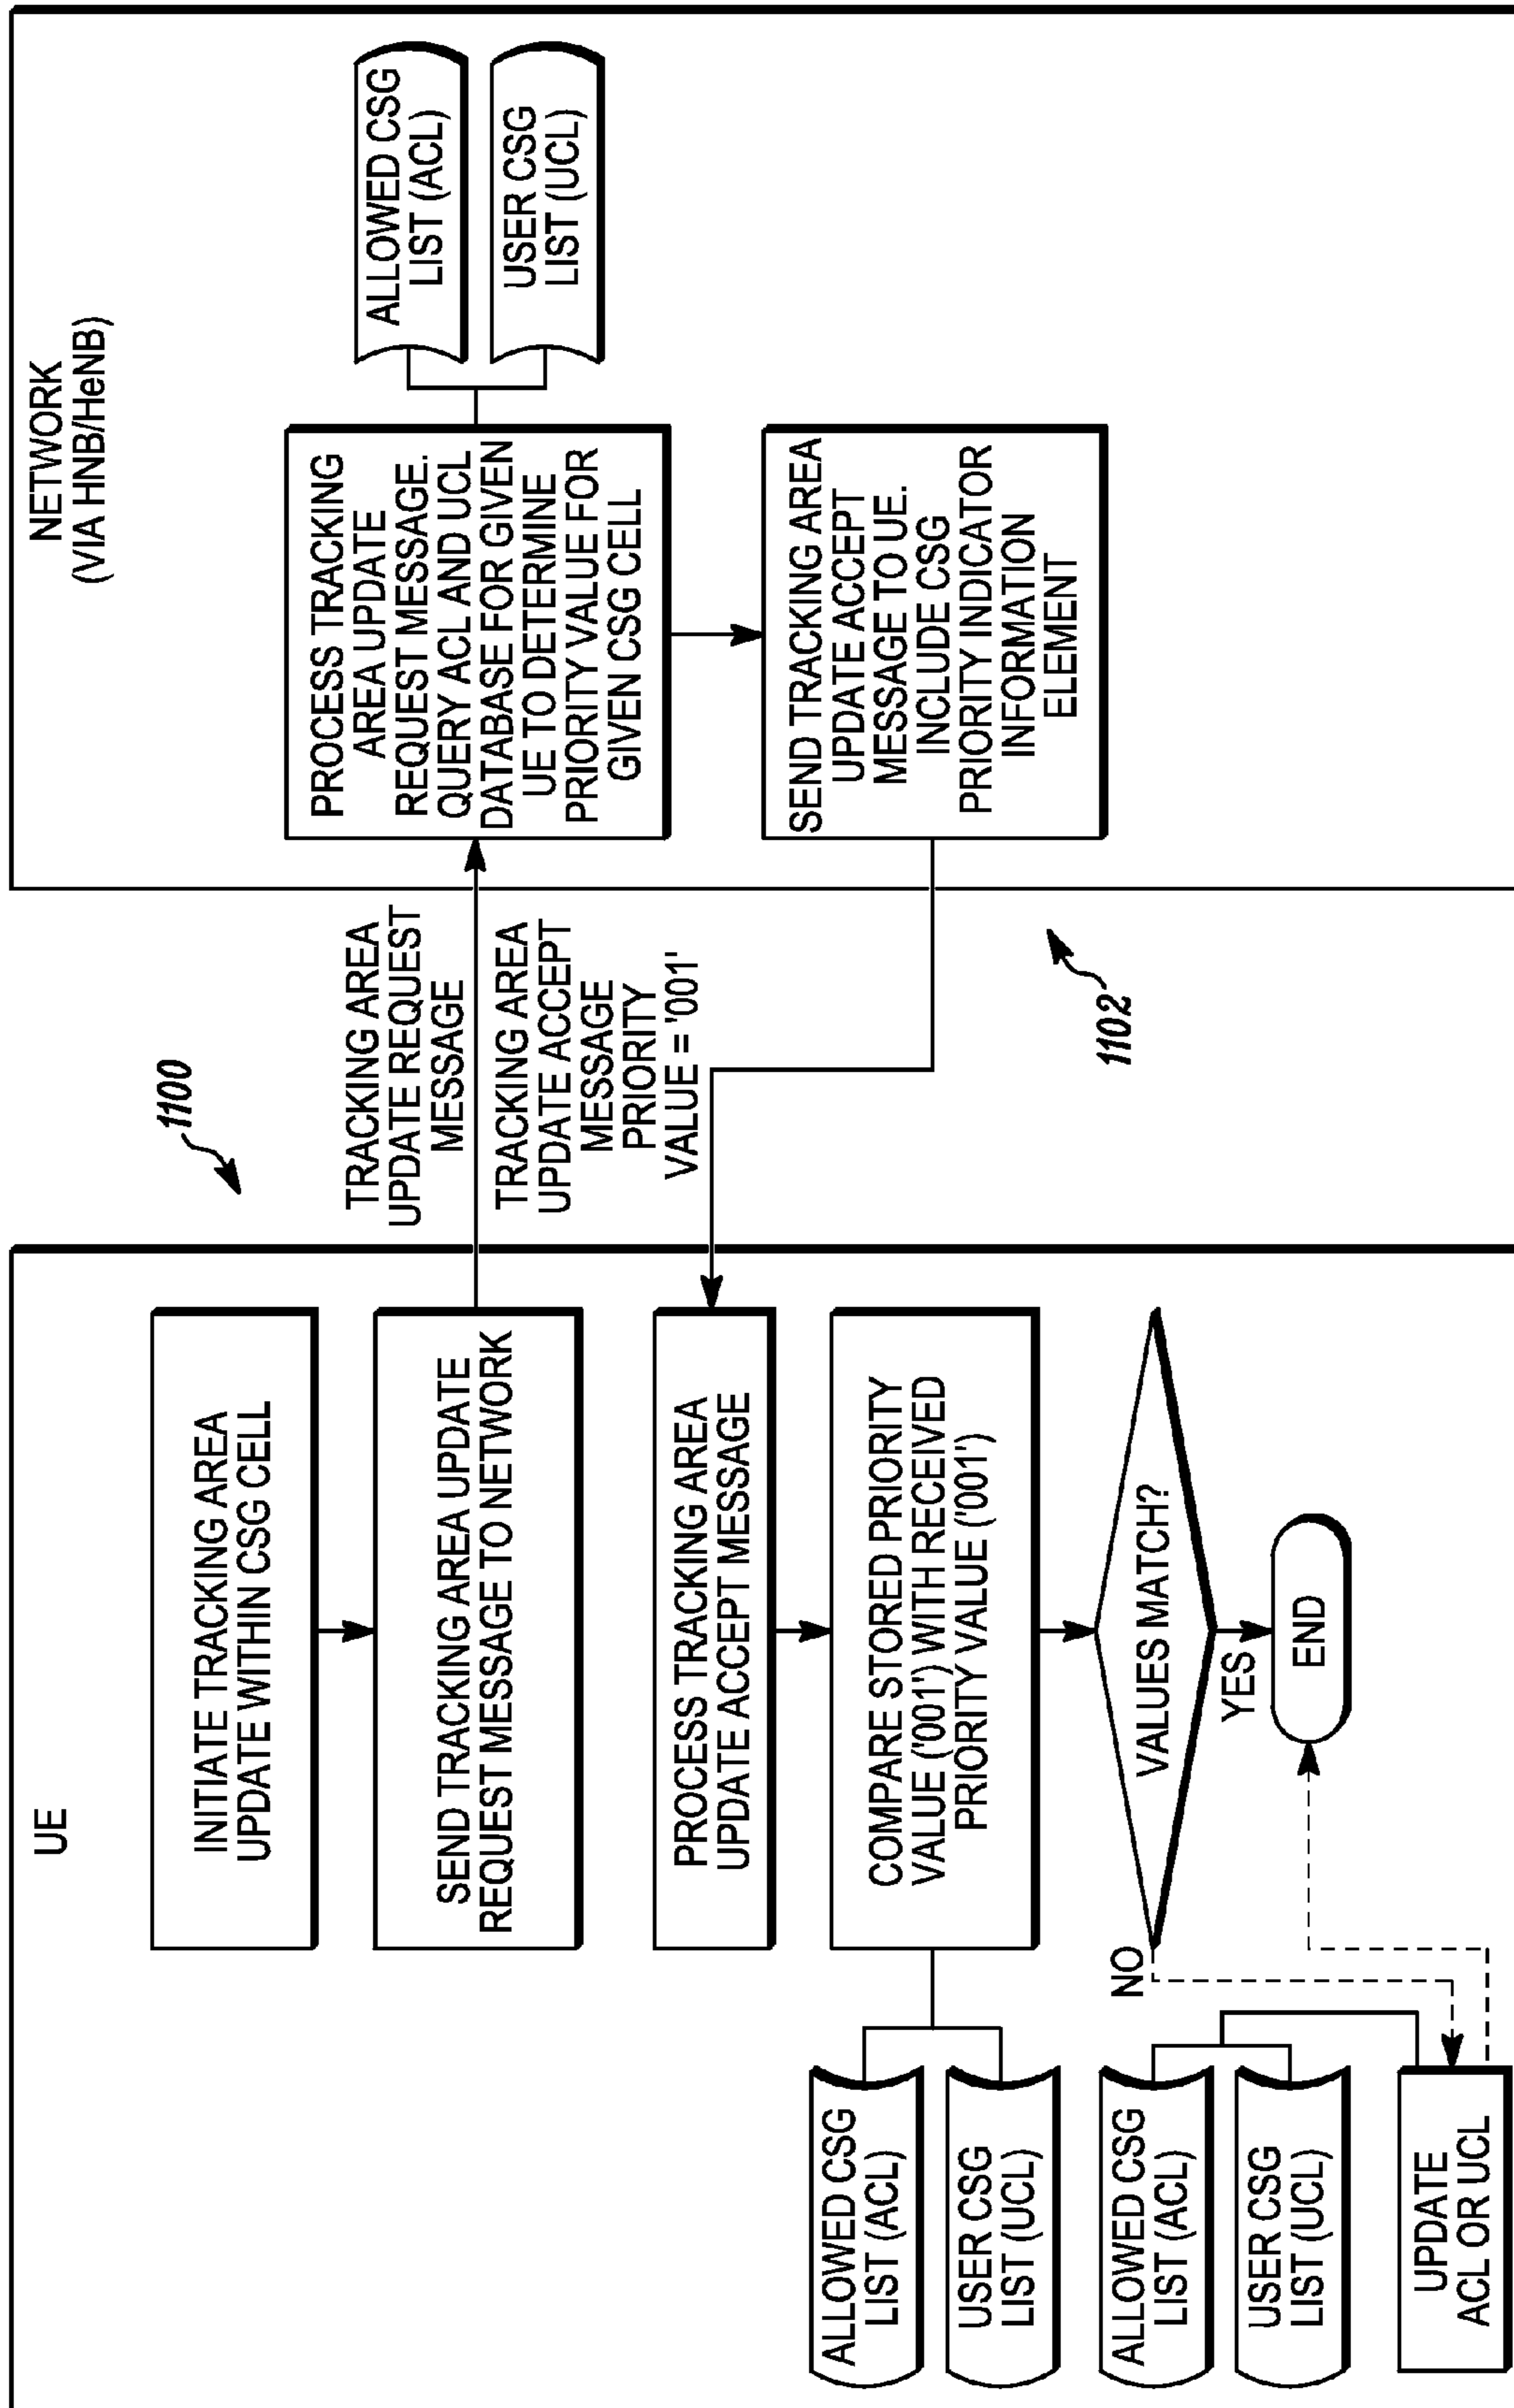 UE
INITIATE TRACKING AREA
UPDATE WITHIN CSG CELL
SEND TRACKING AREA UPDATE
REQUEST MESSAGE TO NETWORK
1100
TRACKING AREA
UPDATE REQUEST
MESSAGE
NETWORK
(VIA HNB/HeNB)
PROCESS TRACKING
AREA UPDATE
REQUEST MESSAGE.
QUERY ACL AND UCL
DATABASE FOR GIVEN
UE TO DETERMINE
PRIORITY VALUE FOR
GIVEN CSG CELL
ALLOWED CSG
LIST (ACL)
USER CSG
LIST (UCL)
SEND TRACKING AREA
UPDATE ACCEPT
MESSAGE TO UE.
INCLUDE CSG
PRIORITY INDICATOR
INFORMATION
ELEMENT
1102
TRACKING AREA
UPDATE ACCEPT
MESSAGE
PRIORITY
VALUE = '001'
PROCESS TRACKING AREA
UPDATE ACCEPT MESSAGE
COMPARE STORED PRIORITY
VALUE ('001') WITH RECEIVED
PRIORITY VALUE ('001')
ALLOWED CSG
LIST (ACL)
USER CSG
LIST (UCL)
VALUES MATCH?
NO
YES
ALLOWED CSG
LIST (ACL)
USER CSG
LIST (UCL)
END
UPDATE
ACL OR UCL